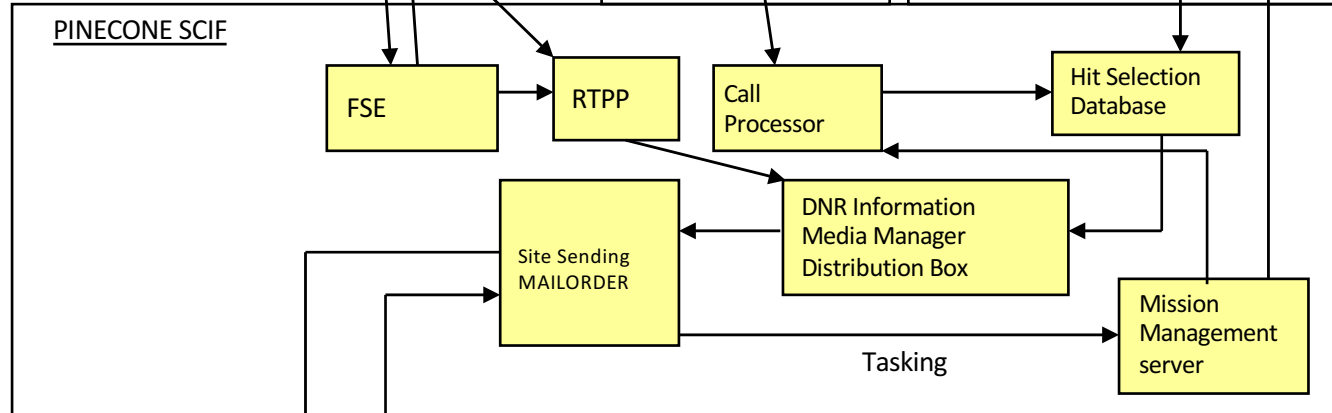 PINECONE SCIF
FSE
RTPP
Call
Processor
Hit Selection
Database
Site Sending
MAILORDER
DNR Information
Media Manager
Distribution Box
Mission
Management
server
Tasking